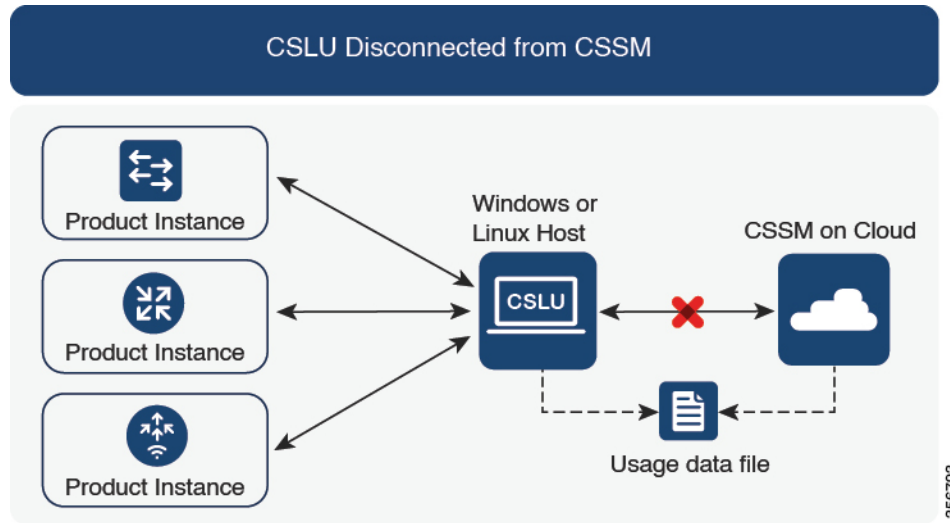 CSLU Disconnected from CSSM
Product Instance
Windows or
Linux Host
CSSM on Cloud
CSLU
Product Instance
Usage data file
Product Instance